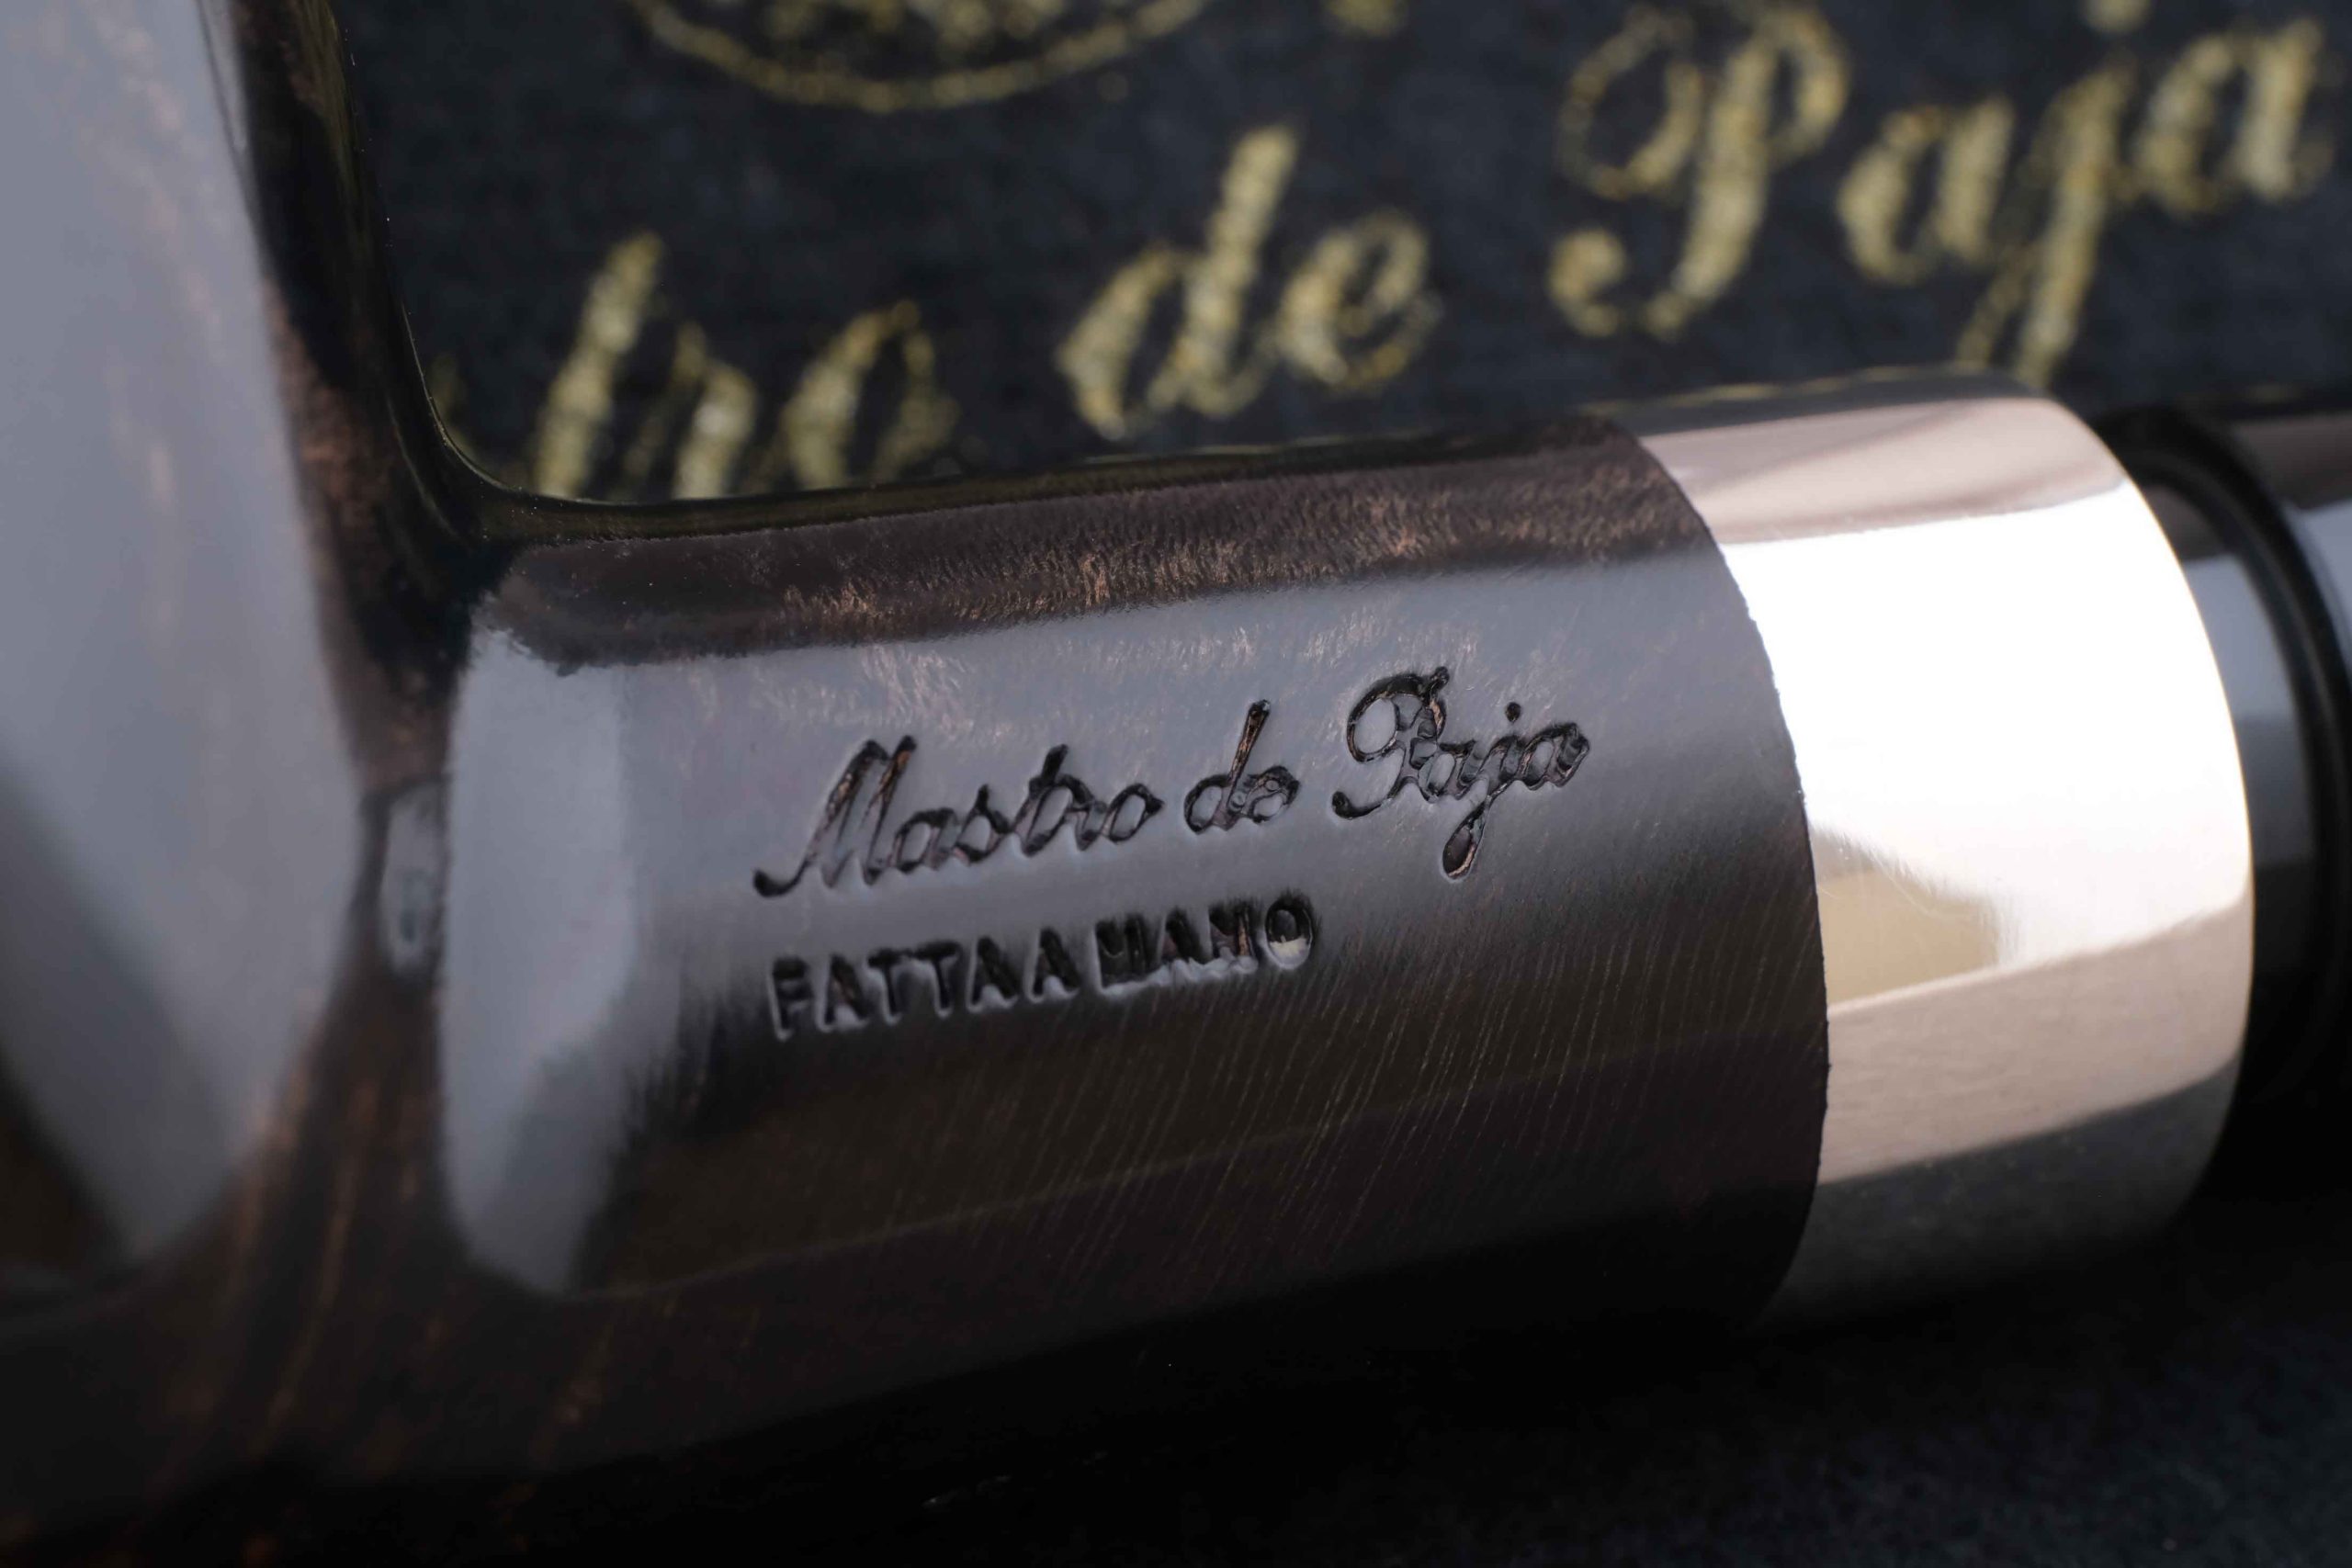 de Paja
Mastro de Paja
FATTA A MANO